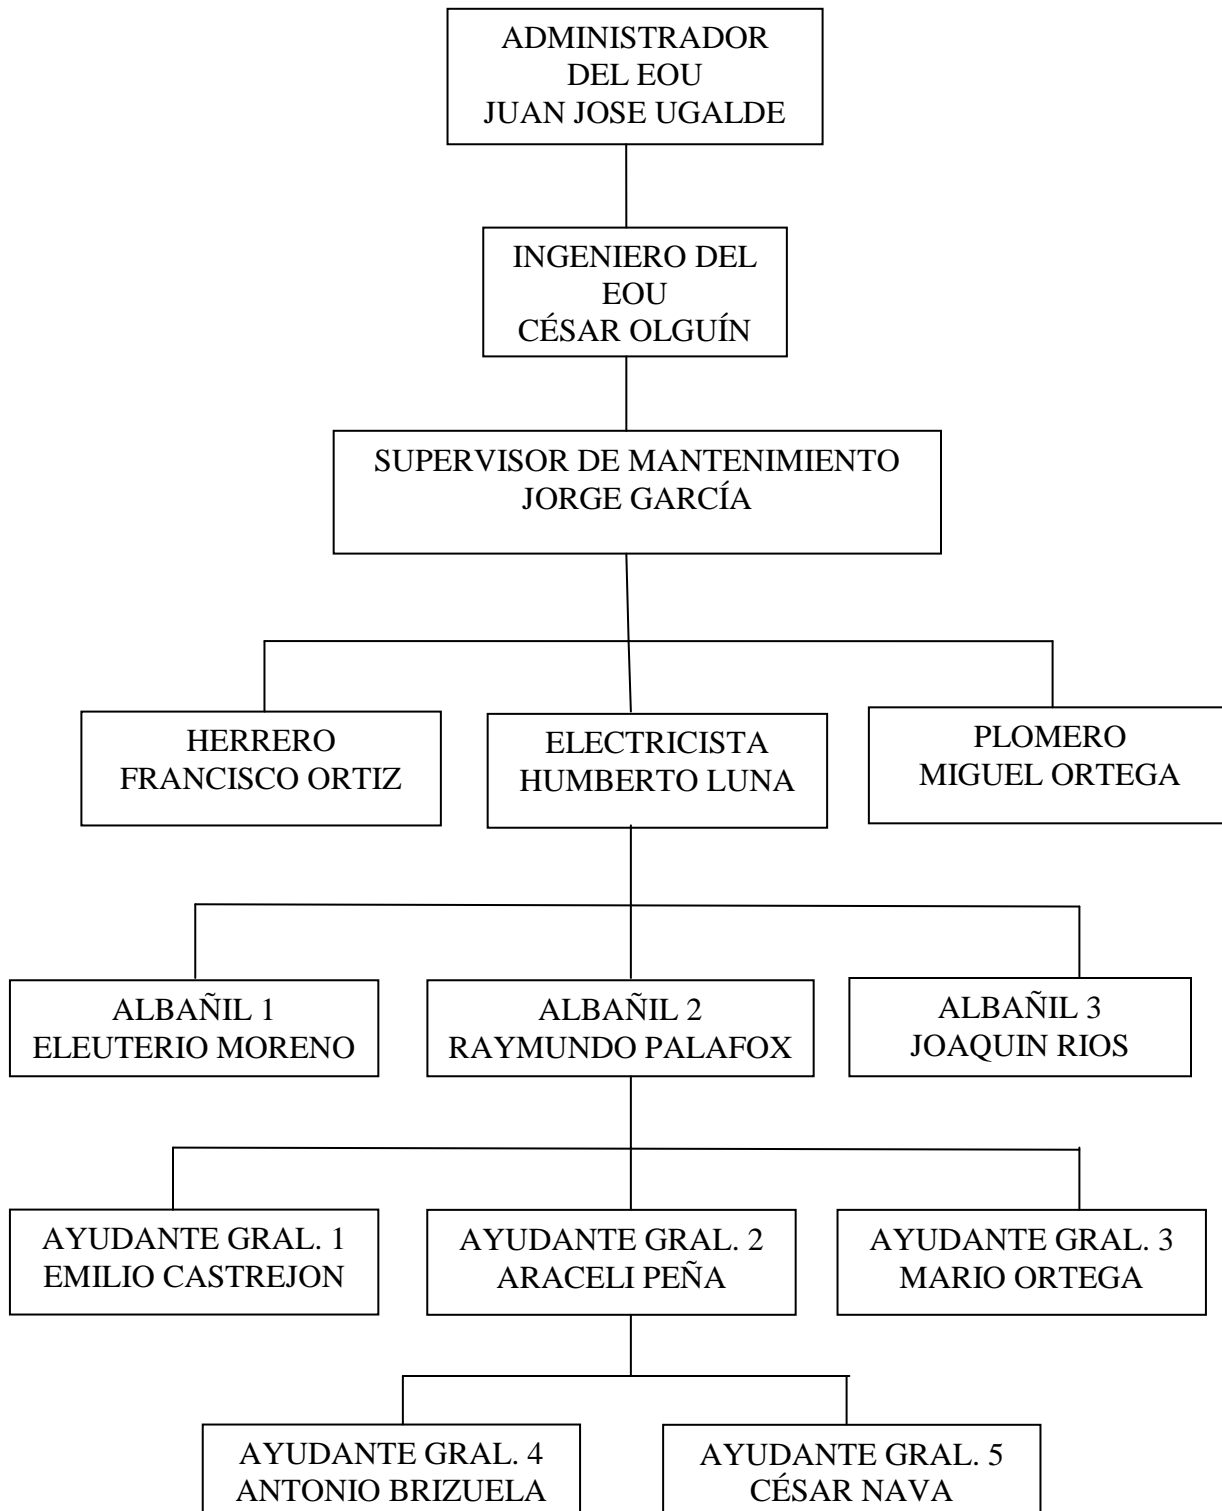 ADMINISTRADOR
DEL EOU
JUAN JOSE UGALDE
INGENIERO DEL
EOU
CÉSAR OLGUÍN
SUPERVISOR DE MANTENIMIENTO
JORGE GARCÍA
HERRERO
FRANCISCO ORTIZ
ELECTRICISTA
HUMBERTO LUNA
PLOMERO
MIGUEL ORTEGA
ALBAÑIL 1
ELEUTERIO MORENO
ALBAÑIL 2
RAYMUNDO PALAFOX
ALBAÑIL 3
JOAQUIN RIOS
AYUDANTE GRAL. 1
EMILIO CASTREJON
AYUDANTE GRAL. 2
ARACELI PEÑA
AYUDANTE GRAL. 3
MARIO ORTEGA
AYUDANTE GRAL. 4
ANTONIO BRIZUELA
AYUDANTE GRAL. 5
CÉSAR NAVA